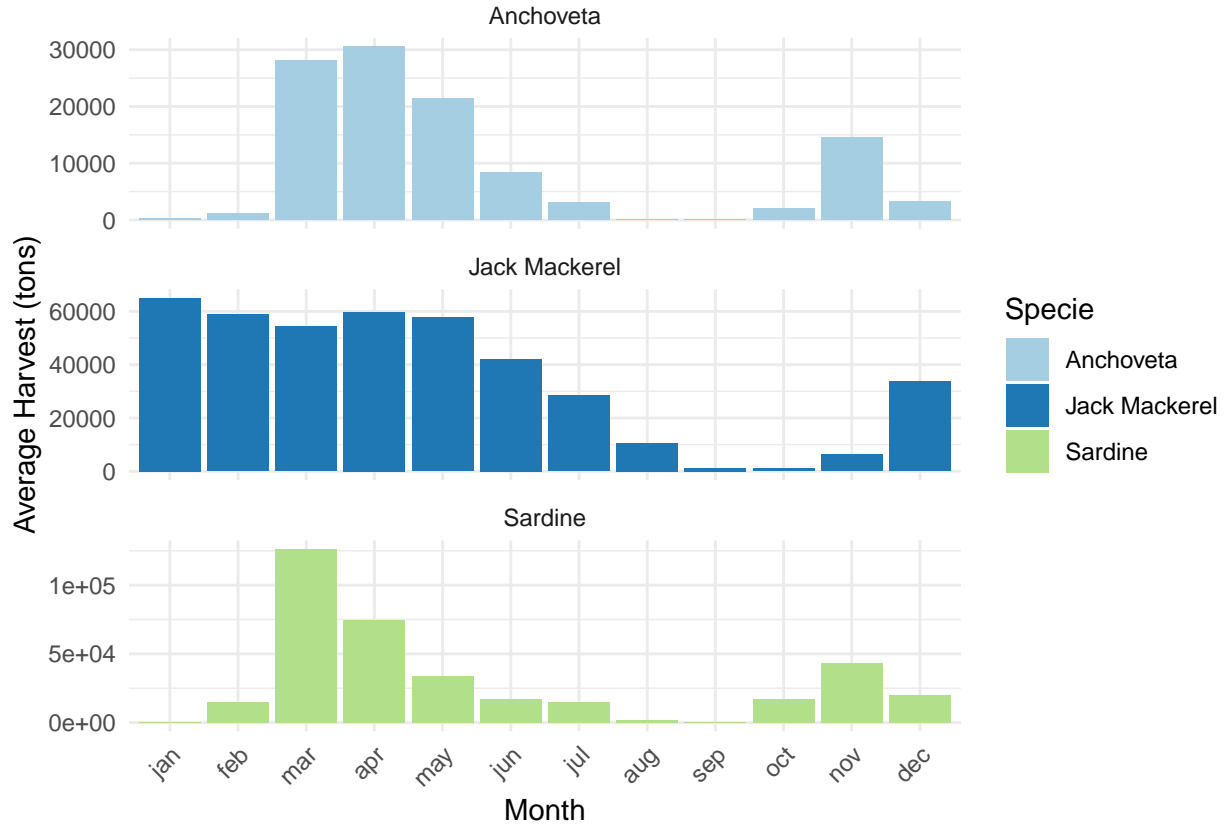 Anchoveta
30000
20000
10000
0
Jack Mackerel
60000
40000
20000
0
Sardine
1e+05
5e+04
0e+00
jan feb mar apr may jun jul aug sep oct nov dec
Month
Average Harvest (tons)
Specie
Anchoveta
Jack Mackerel
Sardine